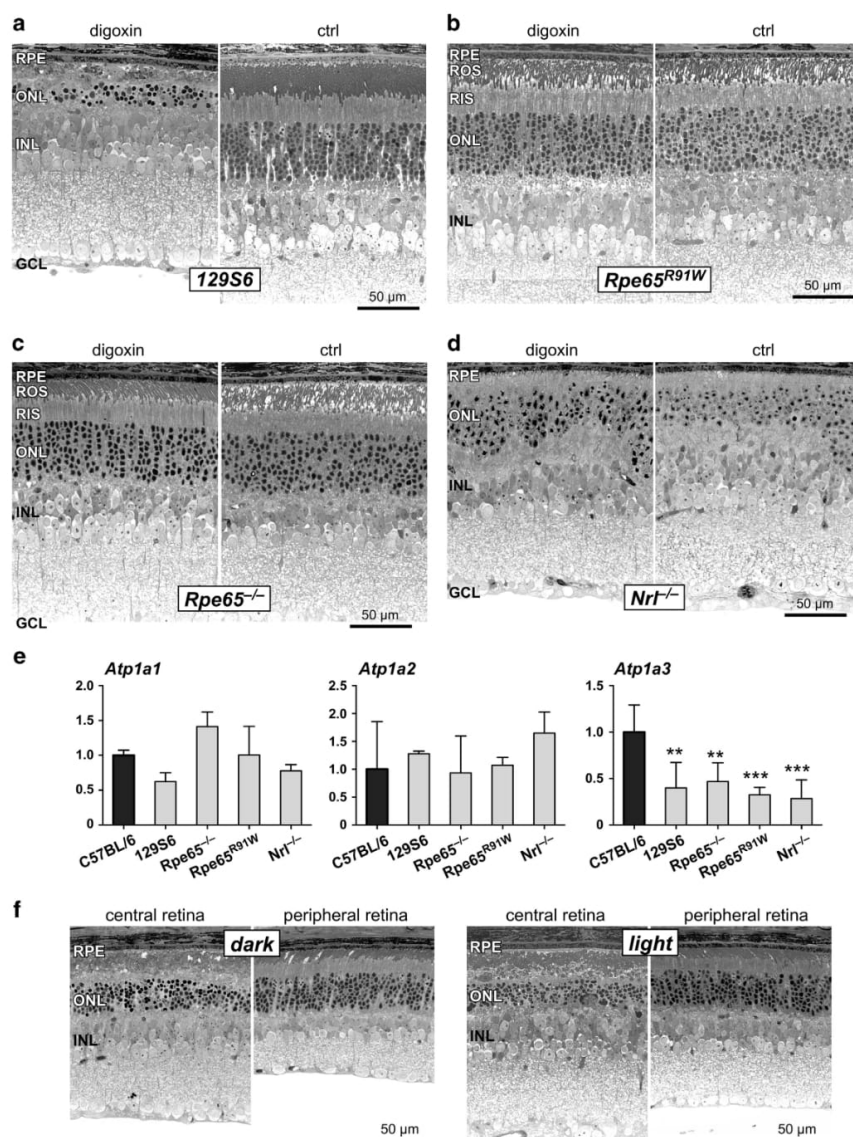 a
digoxin ctrl
RPE
ONL
INL
GCL
129S6
50 µm
b
digoxin ctrl
RPE
ROS
RIS
ONL
INL
Rpe65R91W
50 µm
c
digoxin ctrl
RPE
ROS
RIS
ONL
INL
GCL
Rpe65–/–
50 µm
d
digoxin ctrl
RPE
ONL
INL
GCL
Nrl–/–
50 µm
e
Atp1a1
2.0
1.5
1.0
0.5
0
C57BL/6 129S6 Rpe65–/– Rpe65R91W Nrl–/–
Atp1a2
2.5
2.0
1.5
1.0
0.5
0
C57BL/6 129S6 Rpe65–/– Rpe65R91W Nrl–/–
Atp1a3
1.5
1.0
0.5
0
** ** *** ***
C57BL/6 129S6 Rpe65–/– Rpe65R91W Nrl–/–
f
central retina peripheral retina
dark
RPE
ONL
INL
50 µm
central retina peripheral retina
light
RPE
ONL
INL
50 µm